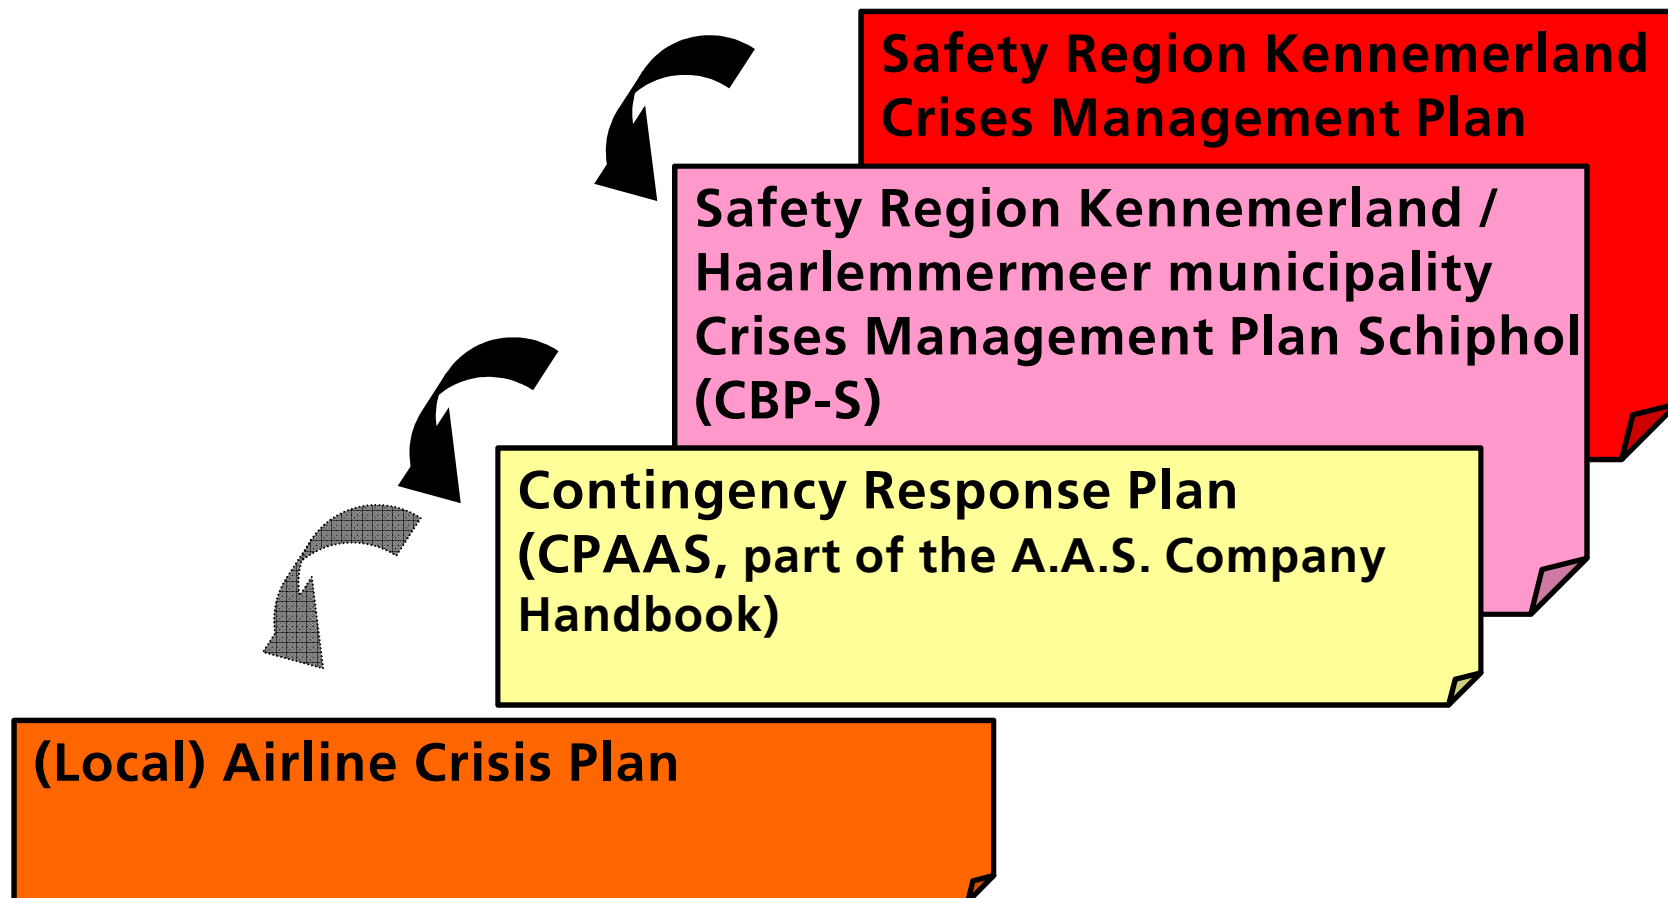 Safety Region Kennemerland
Crises Management Plan
Safety Region Kennemerland /
Haarlemmermeer municipality
Crises Management Plan Schiphol
(CBP-S)
Contingency Response Plan
(CPAAS, part of the A.A.S. Company
Handbook)
(Local) Airline Crisis Plan